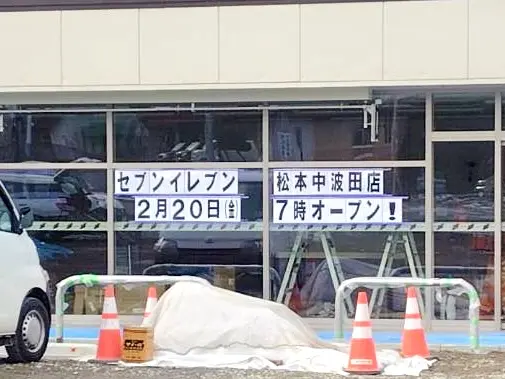 セブンイレブン 松本中波田店
2月20日(金) 7時オープン！